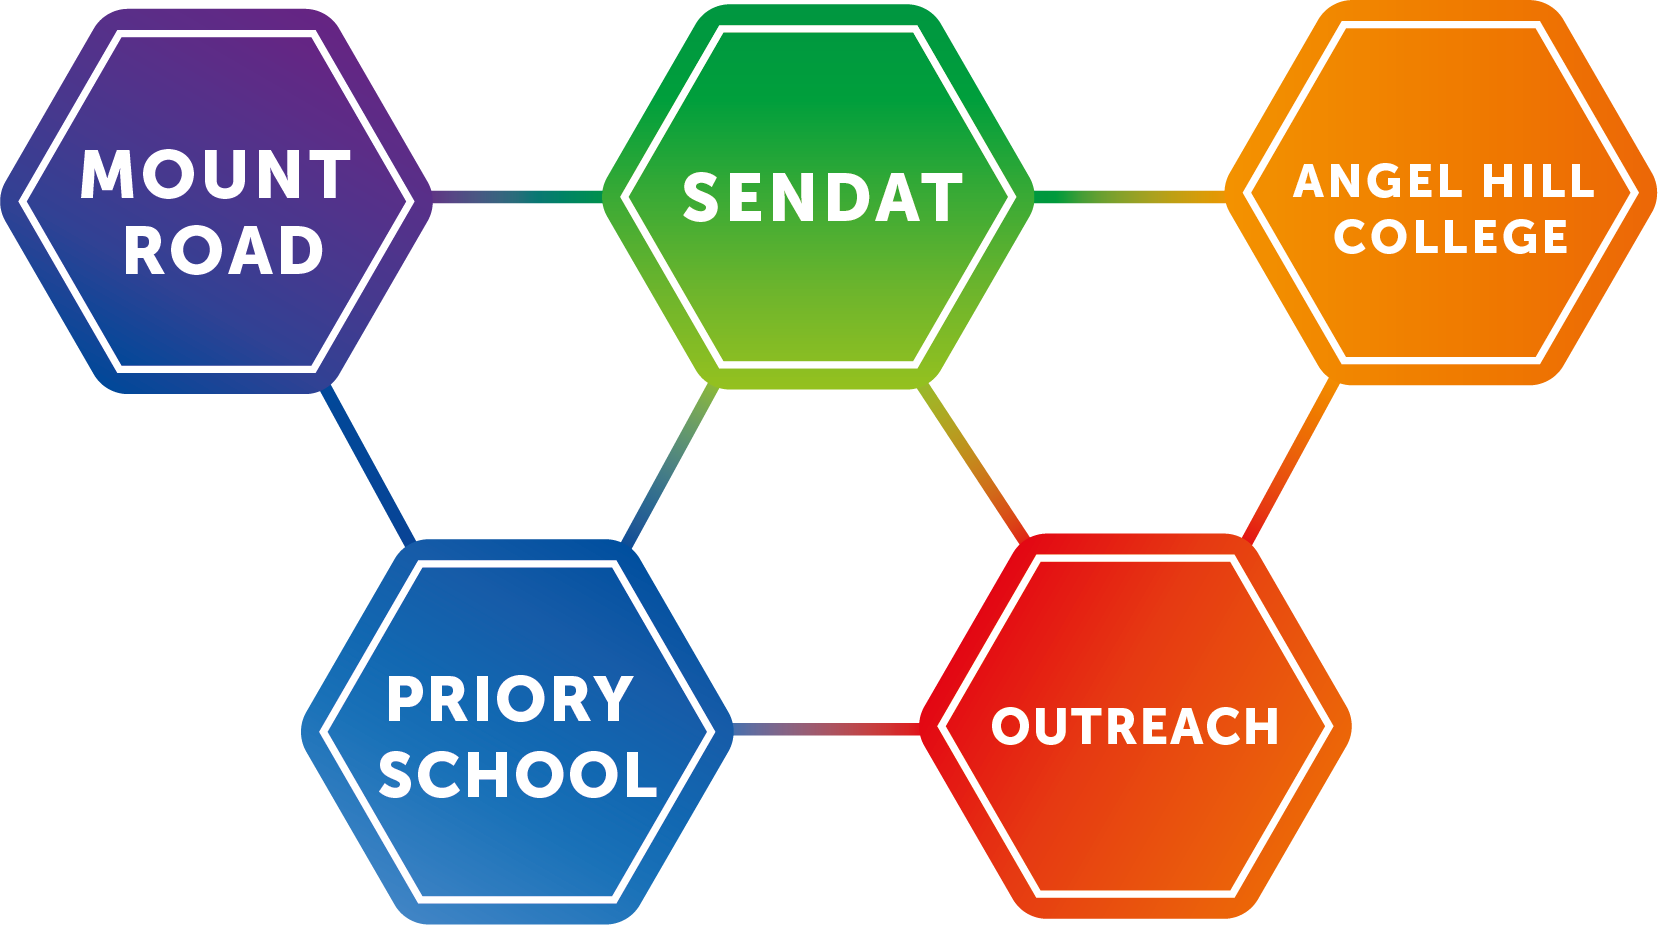 MOUNT
ROAD
SENDAT
ANGEL HILL
COLLEGE
PRIORY
SCHOOL
OUTREACH